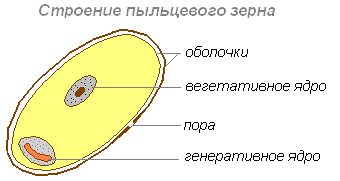 Строение пыльцевого зерна
оболочки
вегетативное ядро
пора
генеративное ядро